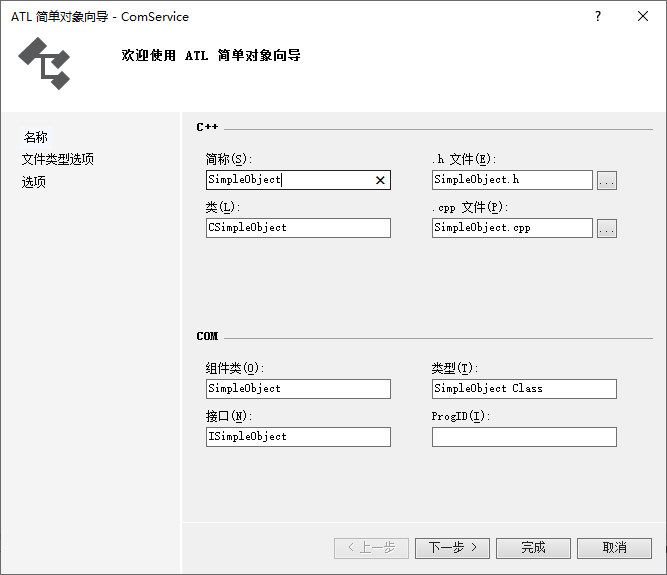 ATL 简单对象向导 - ComService
欢迎使用 ATL 简单对象向导
名称
文件类型选项
选项
C++
简称(S):
SimpleObject
.h 文件(E):
SimpleObject.h
...
类(L):
CSimpleObject
.cpp 文件(P):
SimpleObject.cpp
...
COM
组件类(O):
SimpleObject
类型(T):
SimpleObject Class
接口(N):
ISimpleObject
ProgID(I):
< 上一步
下一步 >
完成
取消